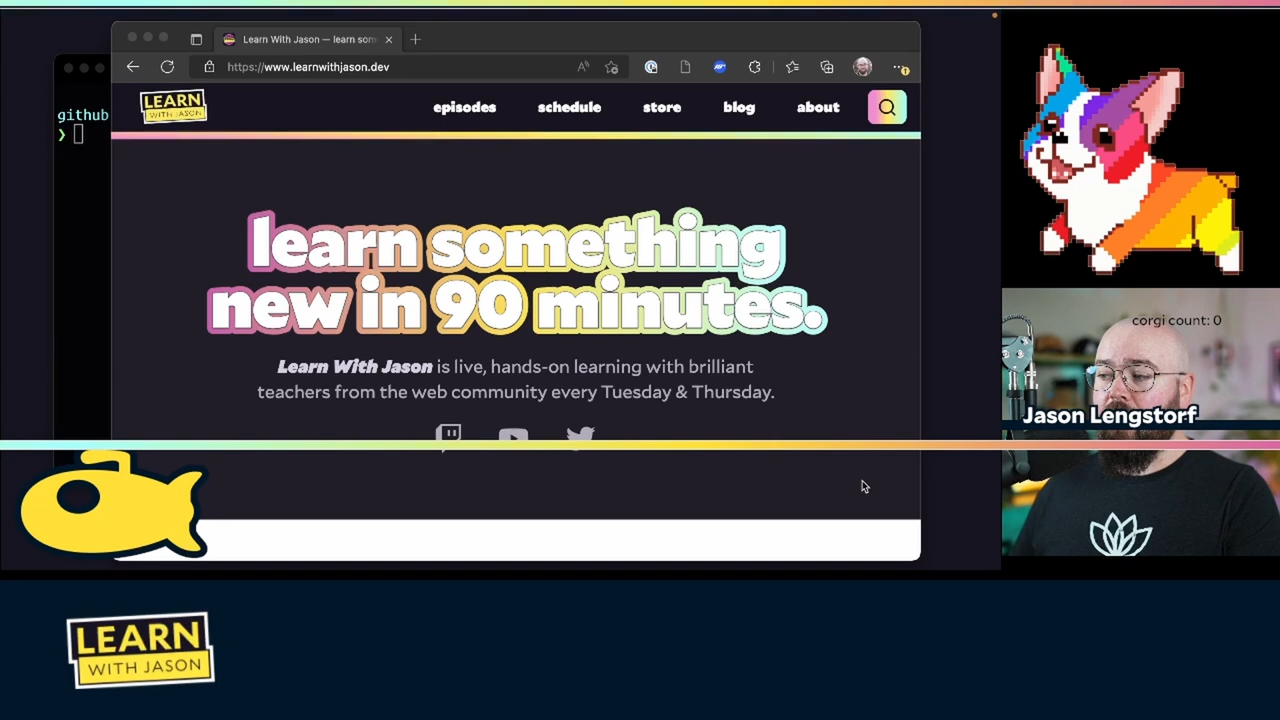 Learn With Jason — learn som
https://www.learnwithjason.dev
LEARN
WITH JASON
episodes
schedule
store
blog
about
github
❯
learn something
new in 90 minutes.
Learn With Jason is live, hands-on learning with brilliant
teachers from the web community every Tuesday & Thursday.
corgi count: 0
Jason Lengstorf
LEARN
WITH JASON